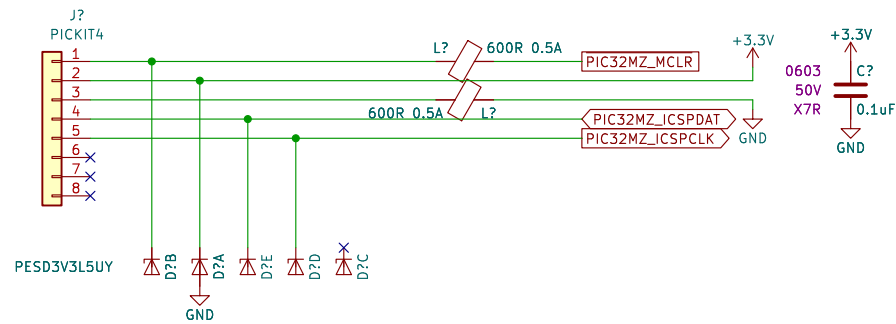 J?
PICKIT4
1
2
3
4
5
6
7
8
L?
600R 0.5A
PIC32MZ_MCLR
+3.3V
600R 0.5A
L?
PIC32MZ_ICSPDAT
PIC32MZ_ICSPCLK
GND
+3.3V
0603
50V
X7R
C?
0.1uF
GND
PESD3V3L5UY
D?B
D?A
D?E
D?D
D?C
GND